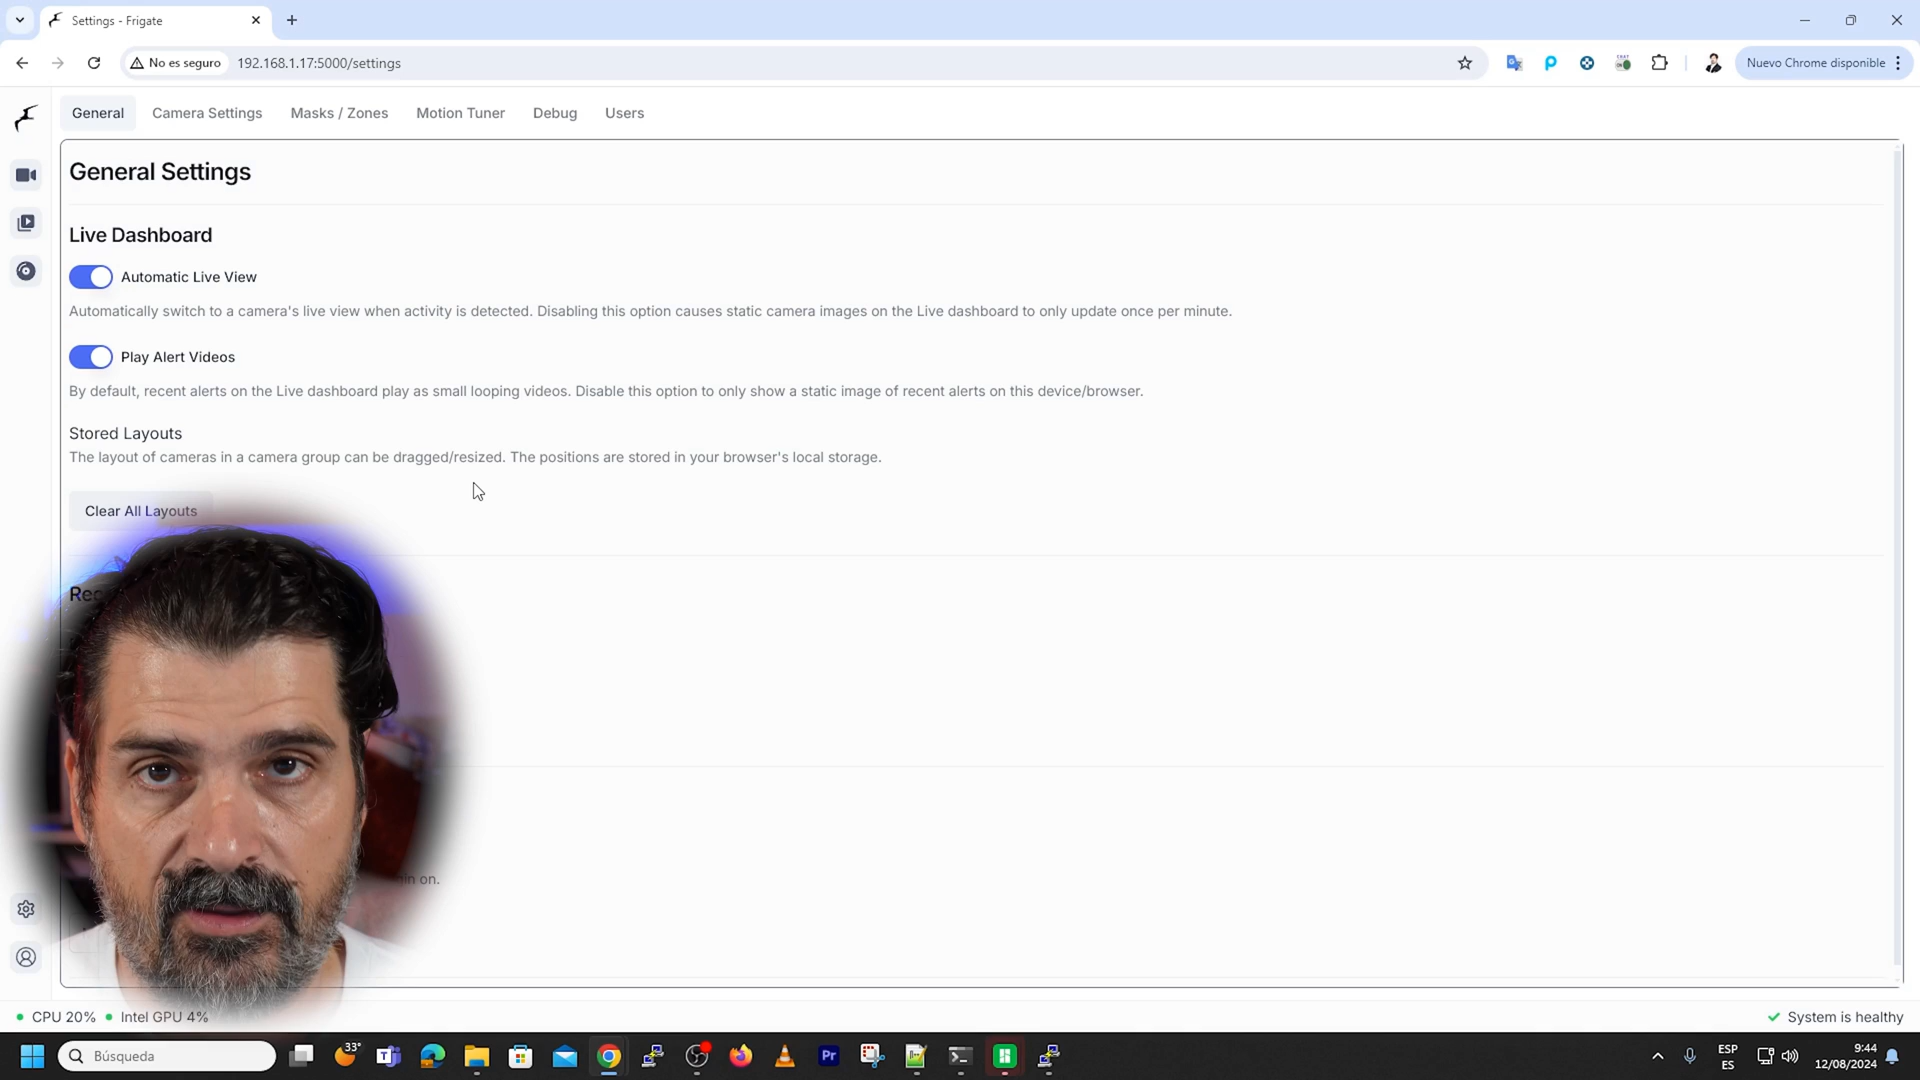 Settings - Frigate
No es seguro
192.168.1.17:5000/settings
Nuevo Chrome disponible
General
Camera Settings
Masks / Zones
Motion Tuner
Debug
Users
General Settings
Live Dashboard
Automatic Live View
Automatically switch to a camera's live view when activity is detected. Disabling this option causes static camera images on the Live dashboard to only update once per minute.
Play Alert Videos
By default, recent alerts on the Live dashboard play as small looping videos. Disable this option to only show a static image of recent alerts on this device/browser.
Stored Layouts
The layout of cameras in a camera group can be dragged/resized. The positions are stored in your browser's local storage.
Clear All Layouts
on.
CPU 20%
Intel GPU 4%
System is healthy
Búsqueda
33°
Pr
ESP
ES
9:44
12/08/2024